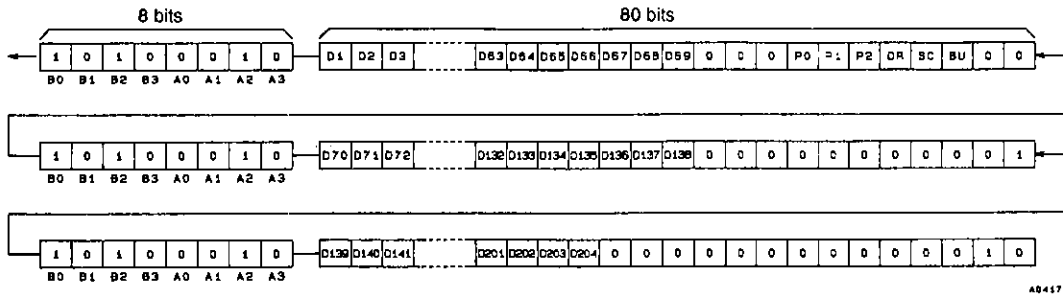 8 bits 80 bits
1 0 1 0 0 0 1 0 D1 D2 D3 D63 D64 D65 D66 D67 D68 D69 0 0 0 P0 P1 P2 DR SC BU 0 0
B0 B1 B2 B3 A0 A1 A2 A3
1 0 1 0 0 0 1 0 D70 D71 D72 D132 D133 D134 D135 D136 D137 D138 0 0 0 0 0 0 0 0 0 0 1
B0 B1 B2 B3 A0 A1 A2 A3
1 0 1 0 0 0 1 0 D139 D140 D141 D201 D202 D203 D204 0 0 0 0 0 0 0 0 0 0 0 0 1 0
B0 B1 B2 B3 A0 A1 A2 A3